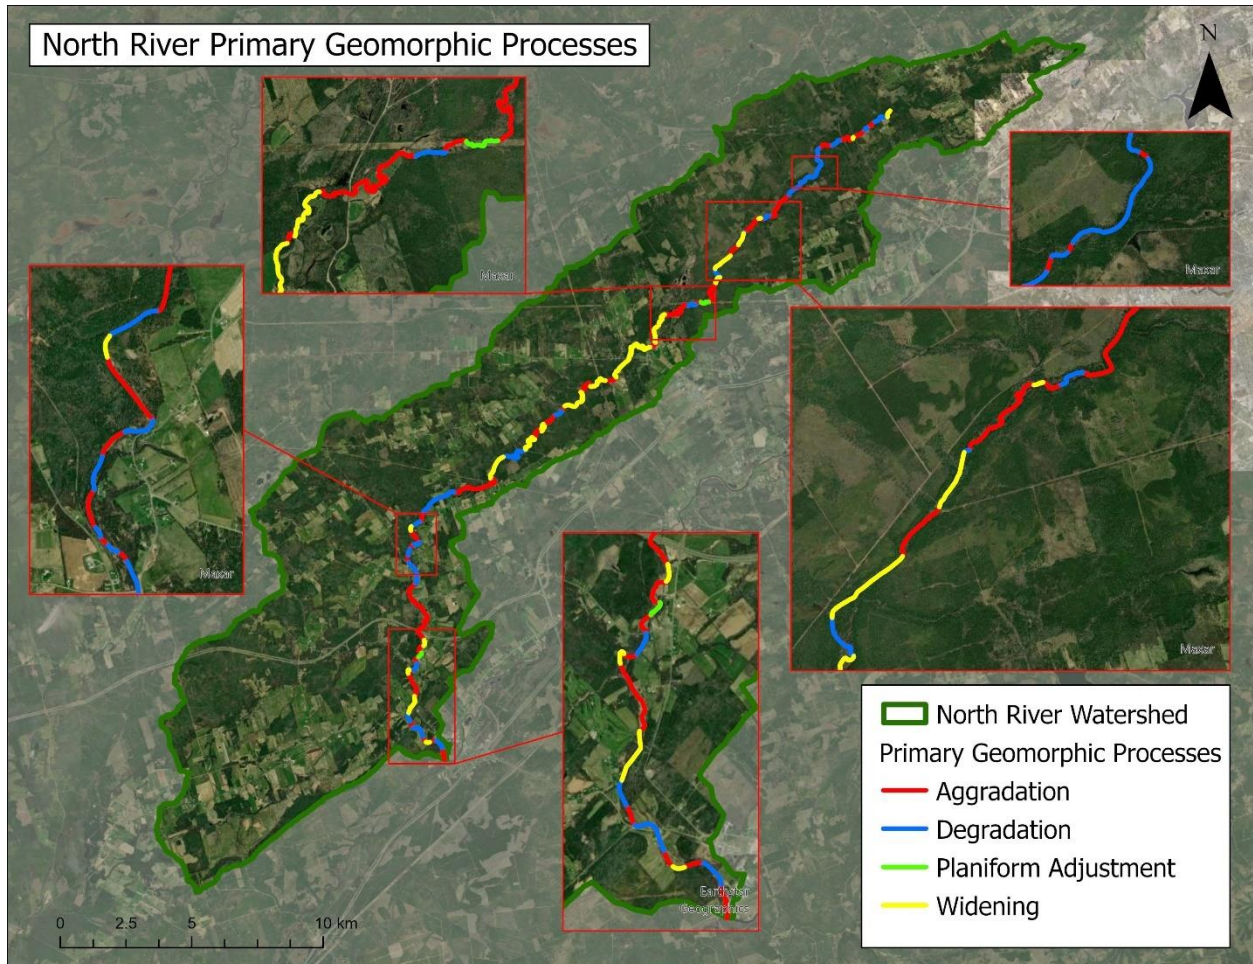 North River Primary Geomorphic Processes
N
Maxar
Maxar
Maxar
Maxar
Earthstar
Geographics
North River Watershed
Primary Geomorphic Processes
Aggradation
Degradation
Planiform Adjustment
Widening
0 2.5 5 10 km